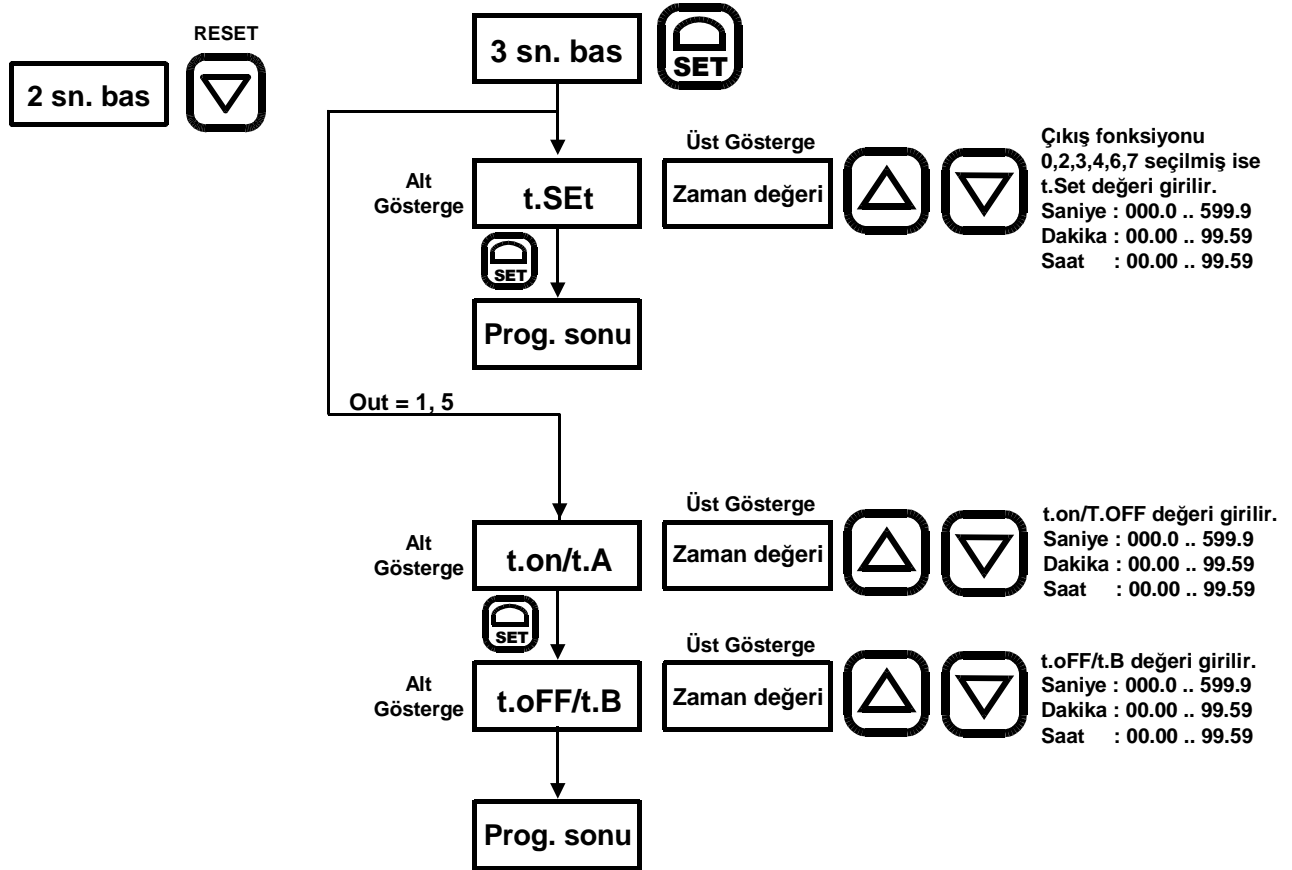 RESET
2 sn. bas
3 sn. bas
SET
Alt
Gösterge
t.SEt
Üst Gösterge
Zaman değeri
Çıkış fonksiyonu
0,2,3,4,6,7 seçilmiş ise
t.Set değeri girilir.
Saniye : 000.0 .. 599.9
Dakika : 00.00 .. 99.59
Saat : 00.00 .. 99.59
SET
Prog. sonu
Out = 1, 5
Alt
Gösterge
t.on/t.A
Üst Gösterge
Zaman değeri
t.on/T.OFF değeri girilir.
Saniye : 000.0 .. 599.9
Dakika : 00.00 .. 99.59
Saat : 00.00 .. 99.59
SET
Alt
Gösterge
t.oFF/t.B
Üst Gösterge
Zaman değeri
t.oFF/t.B değeri girilir.
Saniye : 000.0 .. 599.9
Dakika : 00.00 .. 99.59
Saat : 00.00 .. 99.59
Prog. sonu